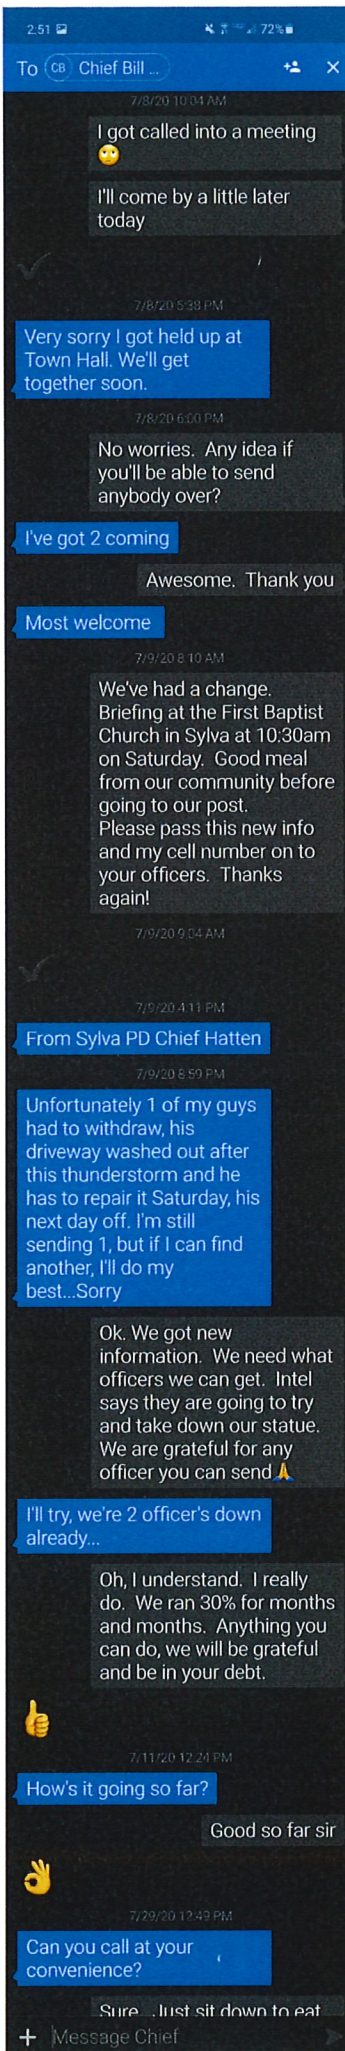 2:51 72%
To CB Chief Bill ...
7/8/20 10:04 AM
I got called into a meeting
🙄
I'll come by a little later
today
7/8/20 5:38 PM
Very sorry I got held up at
Town Hall. We'll get
together soon.
7/8/20 6:00 PM
No worries. Any idea if
you'll be able to send
anybody over?
I've got 2 coming
Awesome. Thank you
Most welcome
7/9/20 8:10 AM
We've had a change.
Briefing at the First Baptist
Church in Sylva at 10:30am
on Saturday. Good meal
from our community before
going to our post.
Please pass this new info
and my cell number on to
your officers. Thanks
again!
7/9/20 9:04 AM
7/9/20 4:11 PM
From Sylva PD Chief Hatten
7/9/20 8:59 PM
Unfortunately 1 of my guys
had to withdraw, his
driveway washed out after
this thunderstorm and he
has to repair it Saturday, his
next day off. I'm still
sending 1, but if I can find
another, I'll do my
best...Sorry
Ok. We got new
information. We need what
officers we can get. Intel
says they are going to try
and take down our statue.
We are grateful for any
officer you can send🙏
I'll try, we're 2 officer's down
already...
Oh, I understand. I really
do. We ran 30% for months
and months. Anything you
can do, we will be grateful
and be in your debt.
👍
7/11/20 12:24 PM
How's it going so far?
Good so far sir
👌
7/29/20 12:49 PM
Can you call at your
convenience?
Sure. Just sit down to eat
+ Message Chief